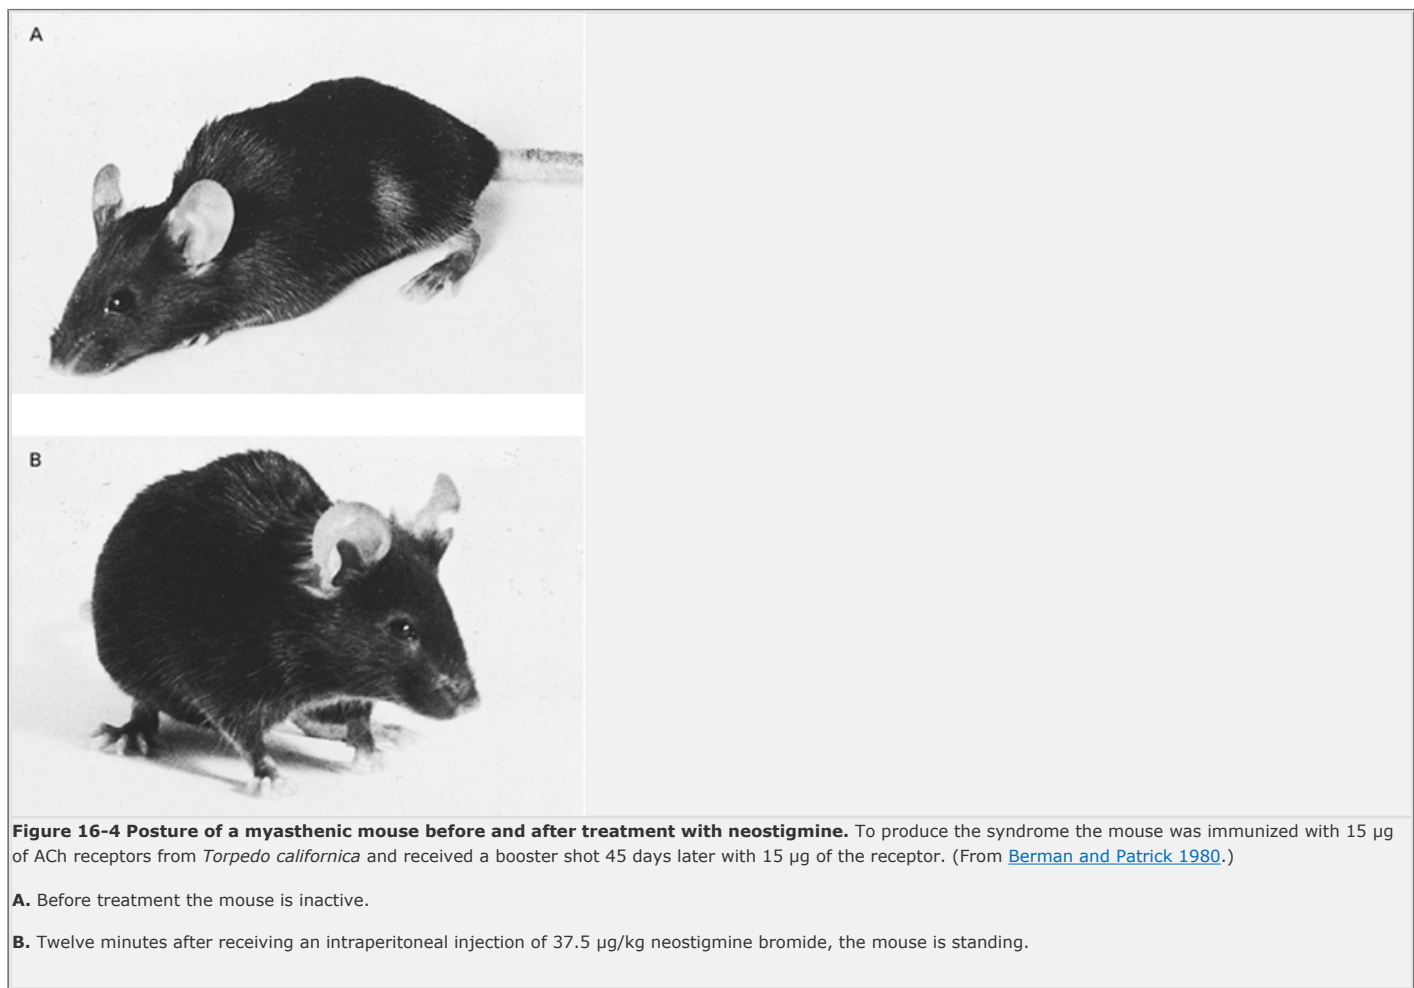 A
B
Figure 16-4 Posture of a myasthenic mouse before and after treatment with neostigmine. To produce the syndrome the mouse was immunized with 15 µg
of ACh receptors from Torpedo californica and received a booster shot 45 days later with 15 µg of the receptor. (From Berman and Patrick 1980.)
A. Before treatment the mouse is inactive.
B. Twelve minutes after receiving an intraperitoneal injection of 37.5 µg/kg neostigmine bromide, the mouse is standing.